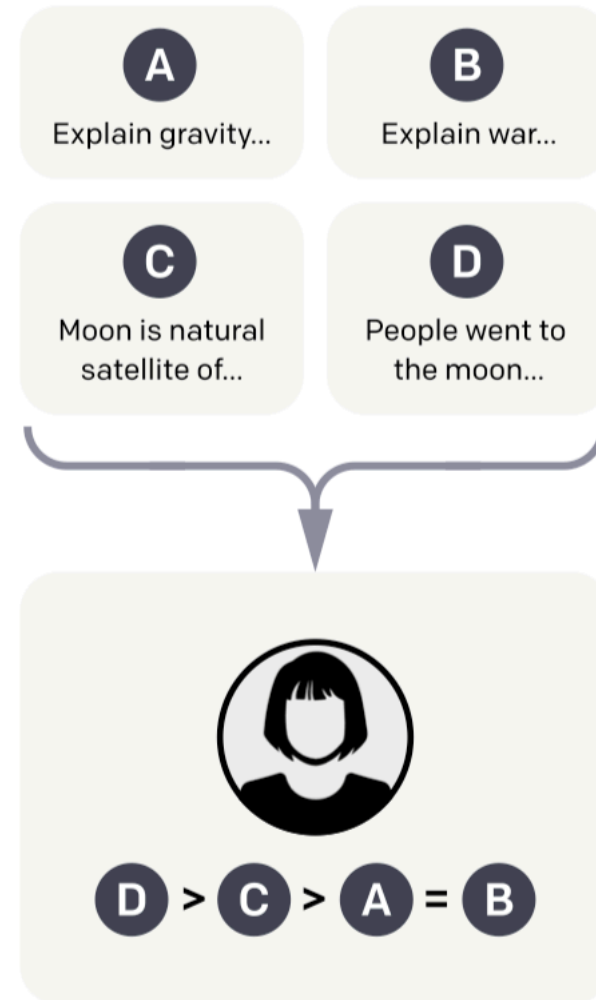 A
Explain gravity...
B
Explain war...
C
Moon is natural
satellite of...
D
People went to
the moon...
D > C > A = B